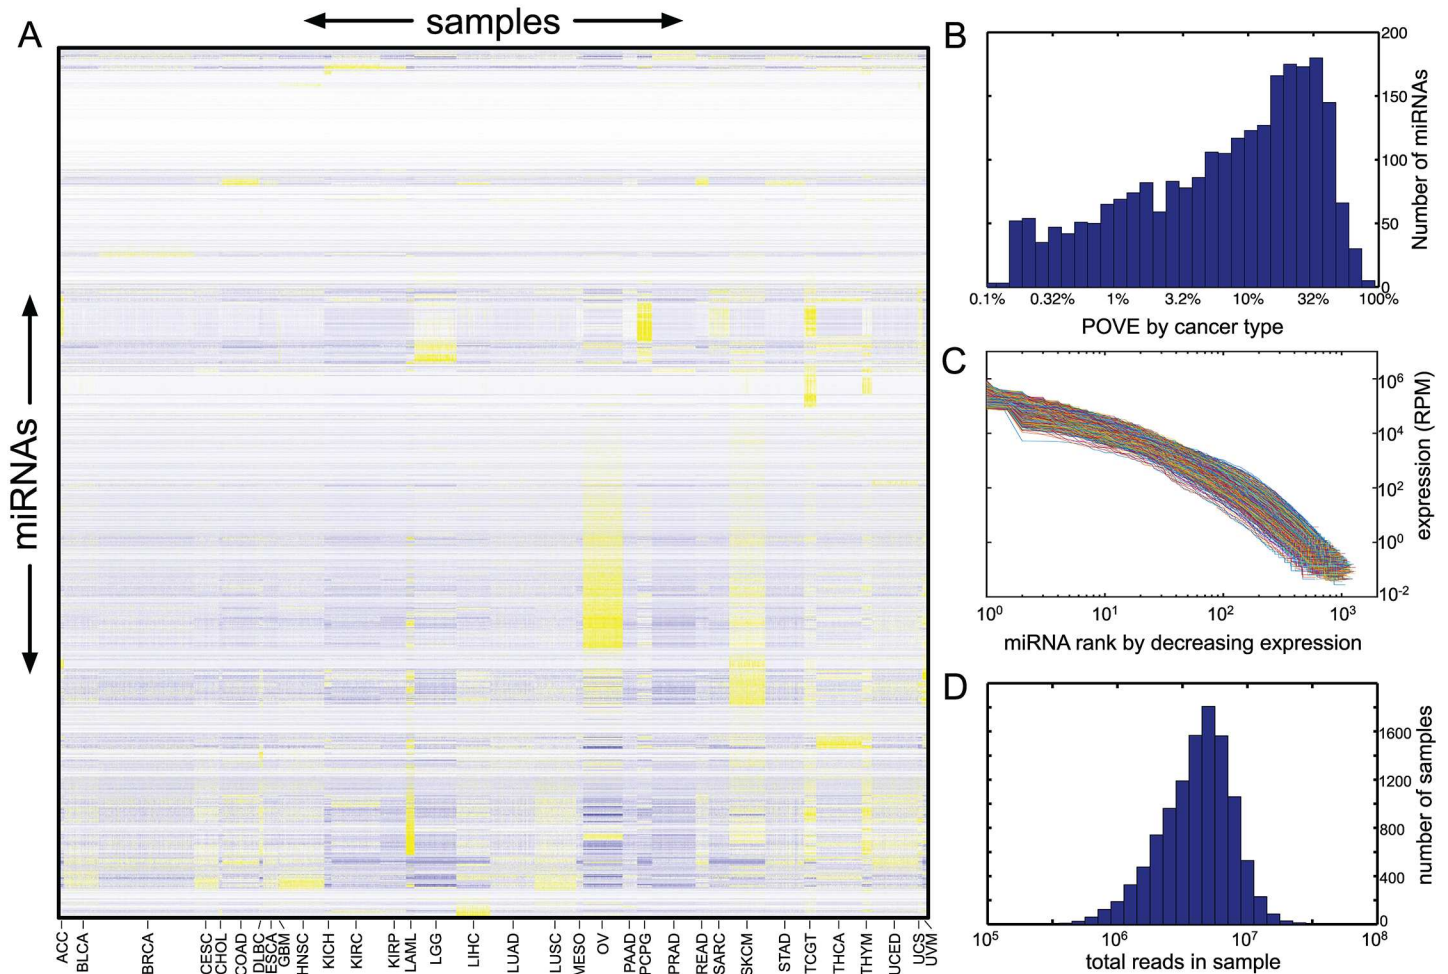 A
samples
miRNAs
ACC
BLCA
BRCA
CESC
CHOL
COAD
DLBC
ESCA
GBM
HNSC
KICH
KIRC
KIRP
LAML
LGG
LIHC
LUAD
LUSC
MESO
OV
PAAD
PCPG
PRAD
READ
SARC
SKCM
STAD
TCGT
THCA
THYM
UCED
UCS
UVM
B
200
150
100
50
0
Number of miRNAs
0.1% 0.32% 1% 3.2% 10% 32% 100%
POVE by cancer type
C
10^6
10^4
10^2
10^0
10^-2
expression (RPM)
10^0 10^1 10^2 10^3
miRNA rank by decreasing expression
D
1600
1200
800
400
0
number of samples
10^5 10^6 10^7 10^8
total reads in sample